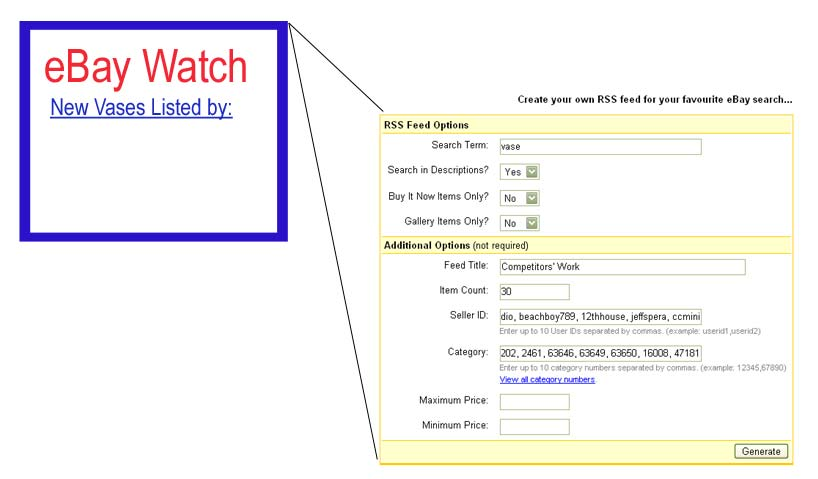 eBay Watch
New Vases Listed by:
Create your own RSS feed for your favourite eBay search...
RSS Feed Options
Search Term: vase
Search in Descriptions? Yes
Buy It Now Items Only? No
Gallery Items Only? No
Additional Options (not required)
Feed Title: Competitors' Work
Item Count: 30
Seller ID: dio, beachboy789, 12thhouse, jeffspera, ccmini
Enter up to 10 User IDs separated by commas. (example: userid1,userid2)
Category: 202, 2461, 63646, 63649, 63650, 16008, 47181
Enter up to 10 category numbers separated by commas. (example: 12345,67890)
View all category numbers
Maximum Price:
Minimum Price:
Generate